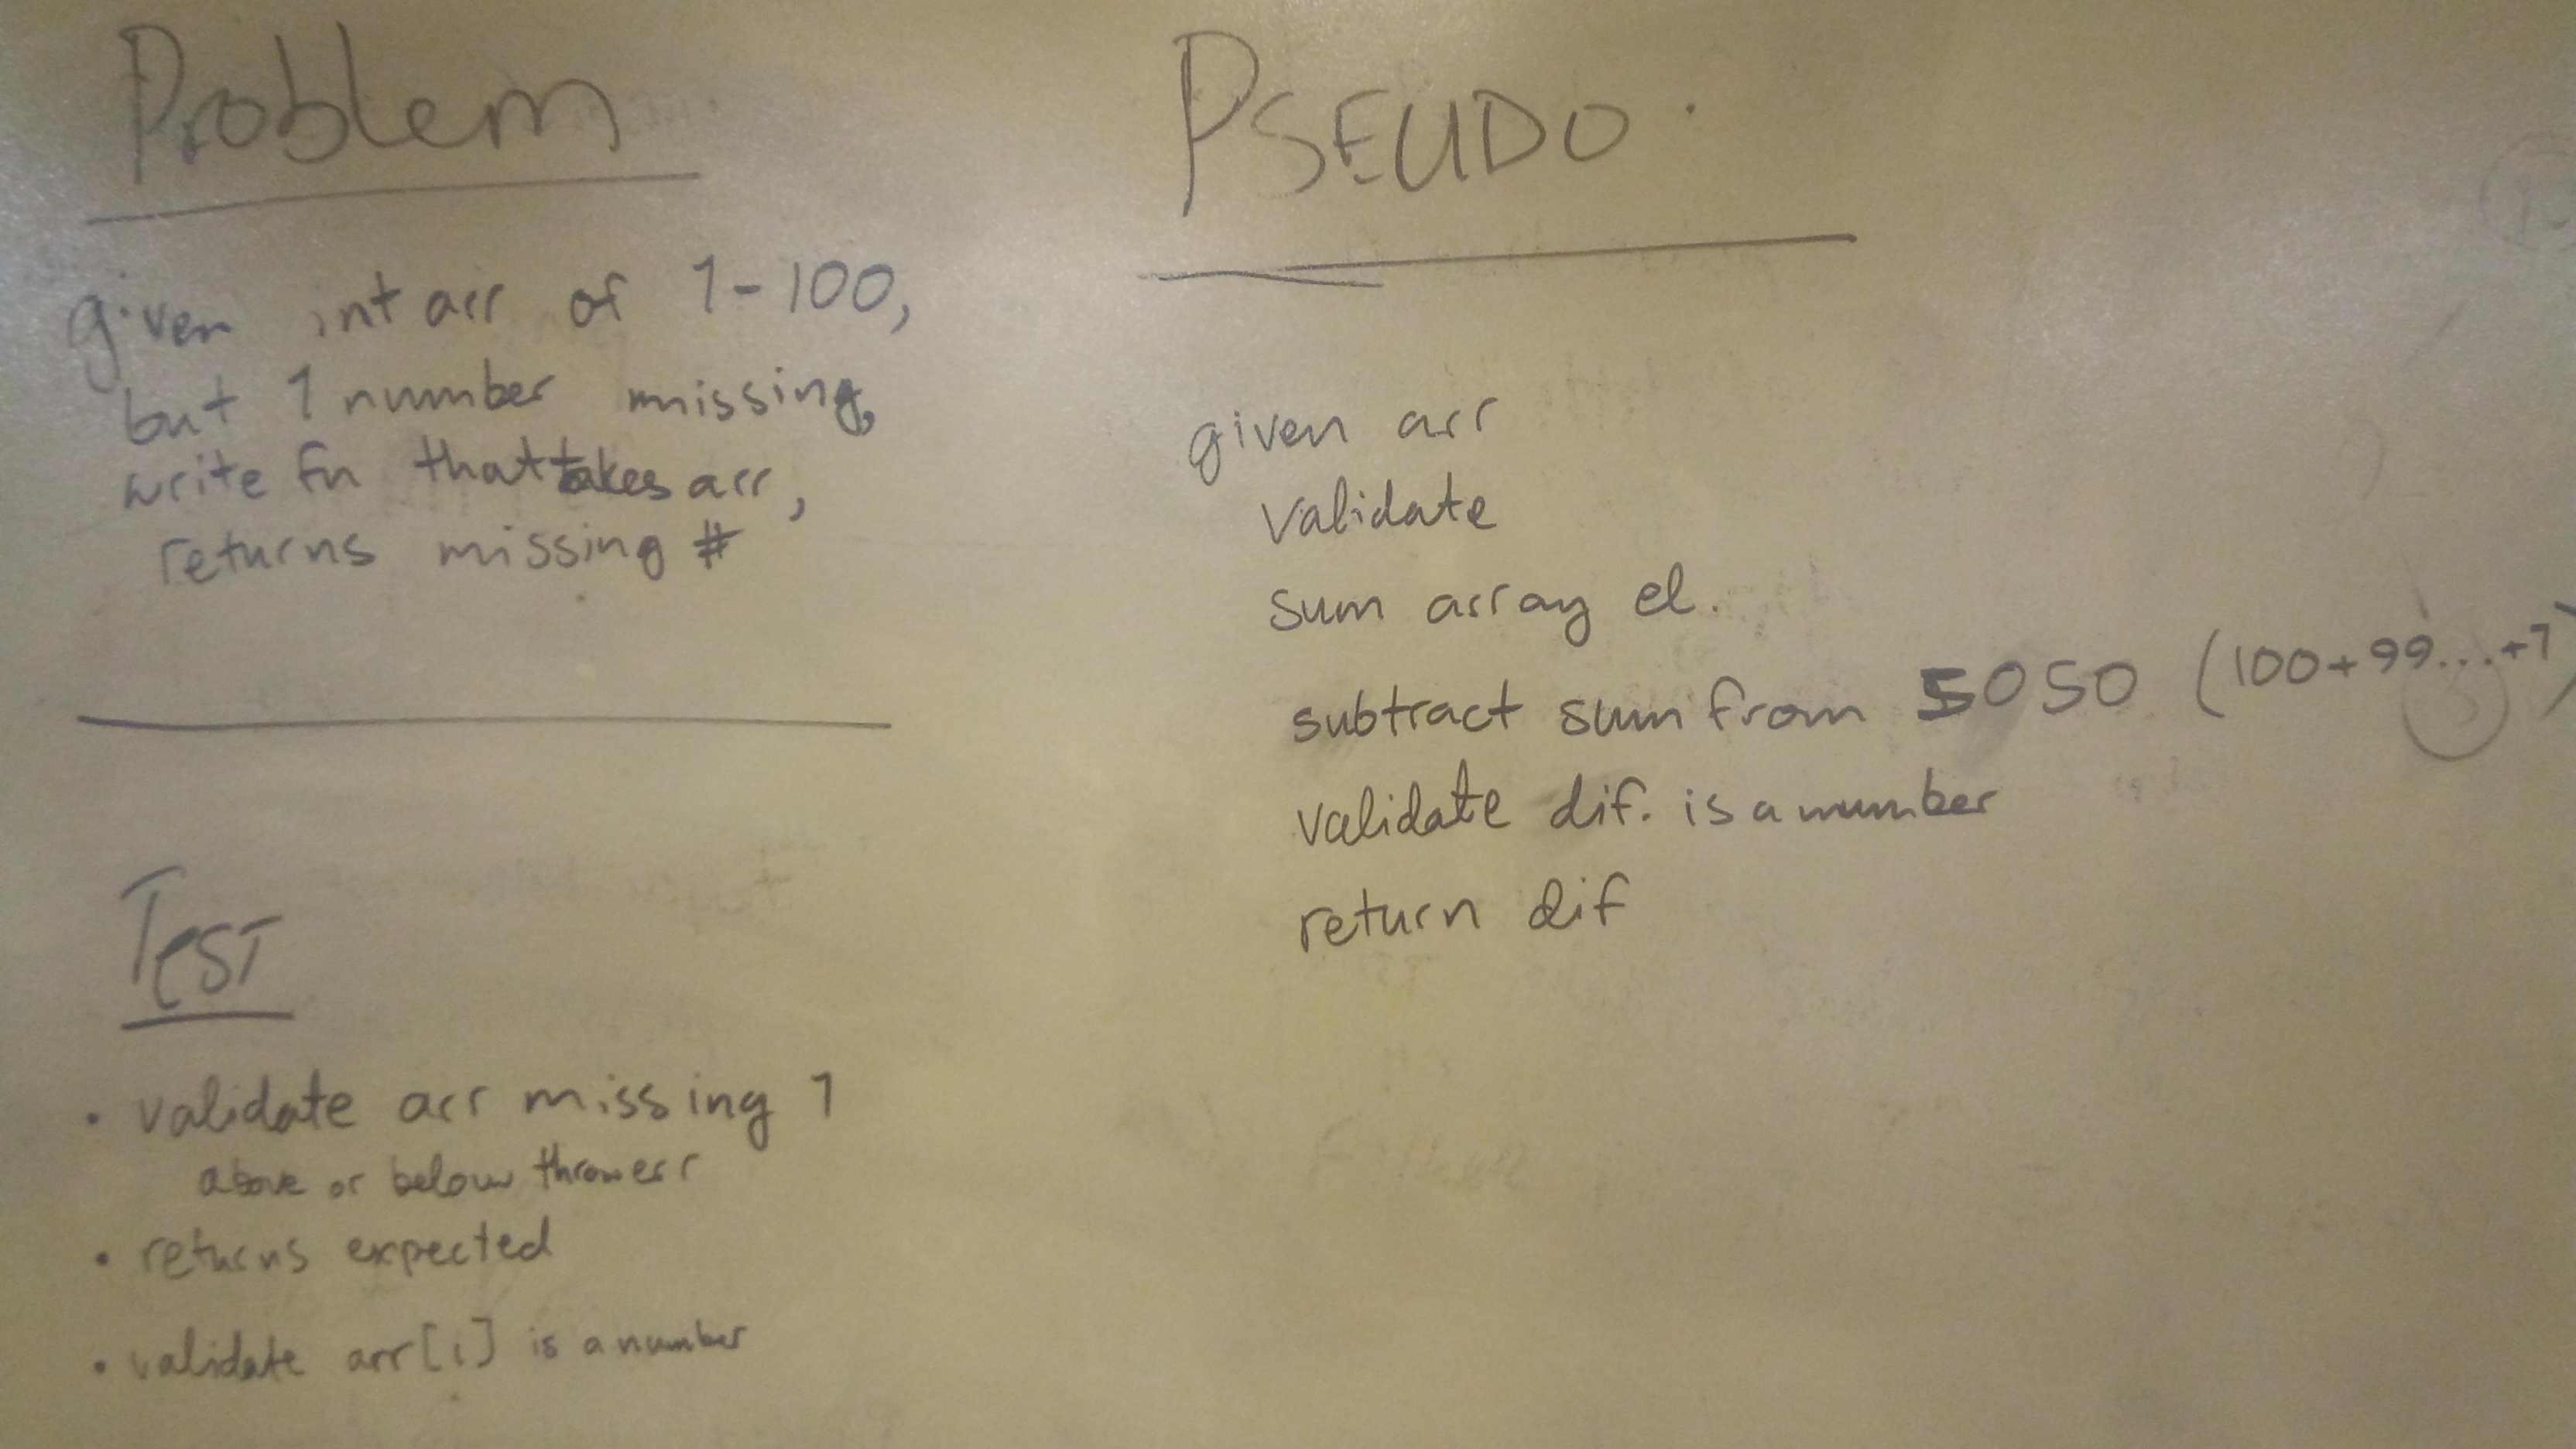 Problem
given int arr of 1-100,
but 1 number missing,
write fn that takes arr,
returns missing #
Test
• validate arr missing 1
above or below throw err
• returns expected
• validate arr[i] is a number
PSEUDO
given arr
validate
sum array el.
subtract sum from 5050 (100+99...+1)
validate dif. is a number
return dif